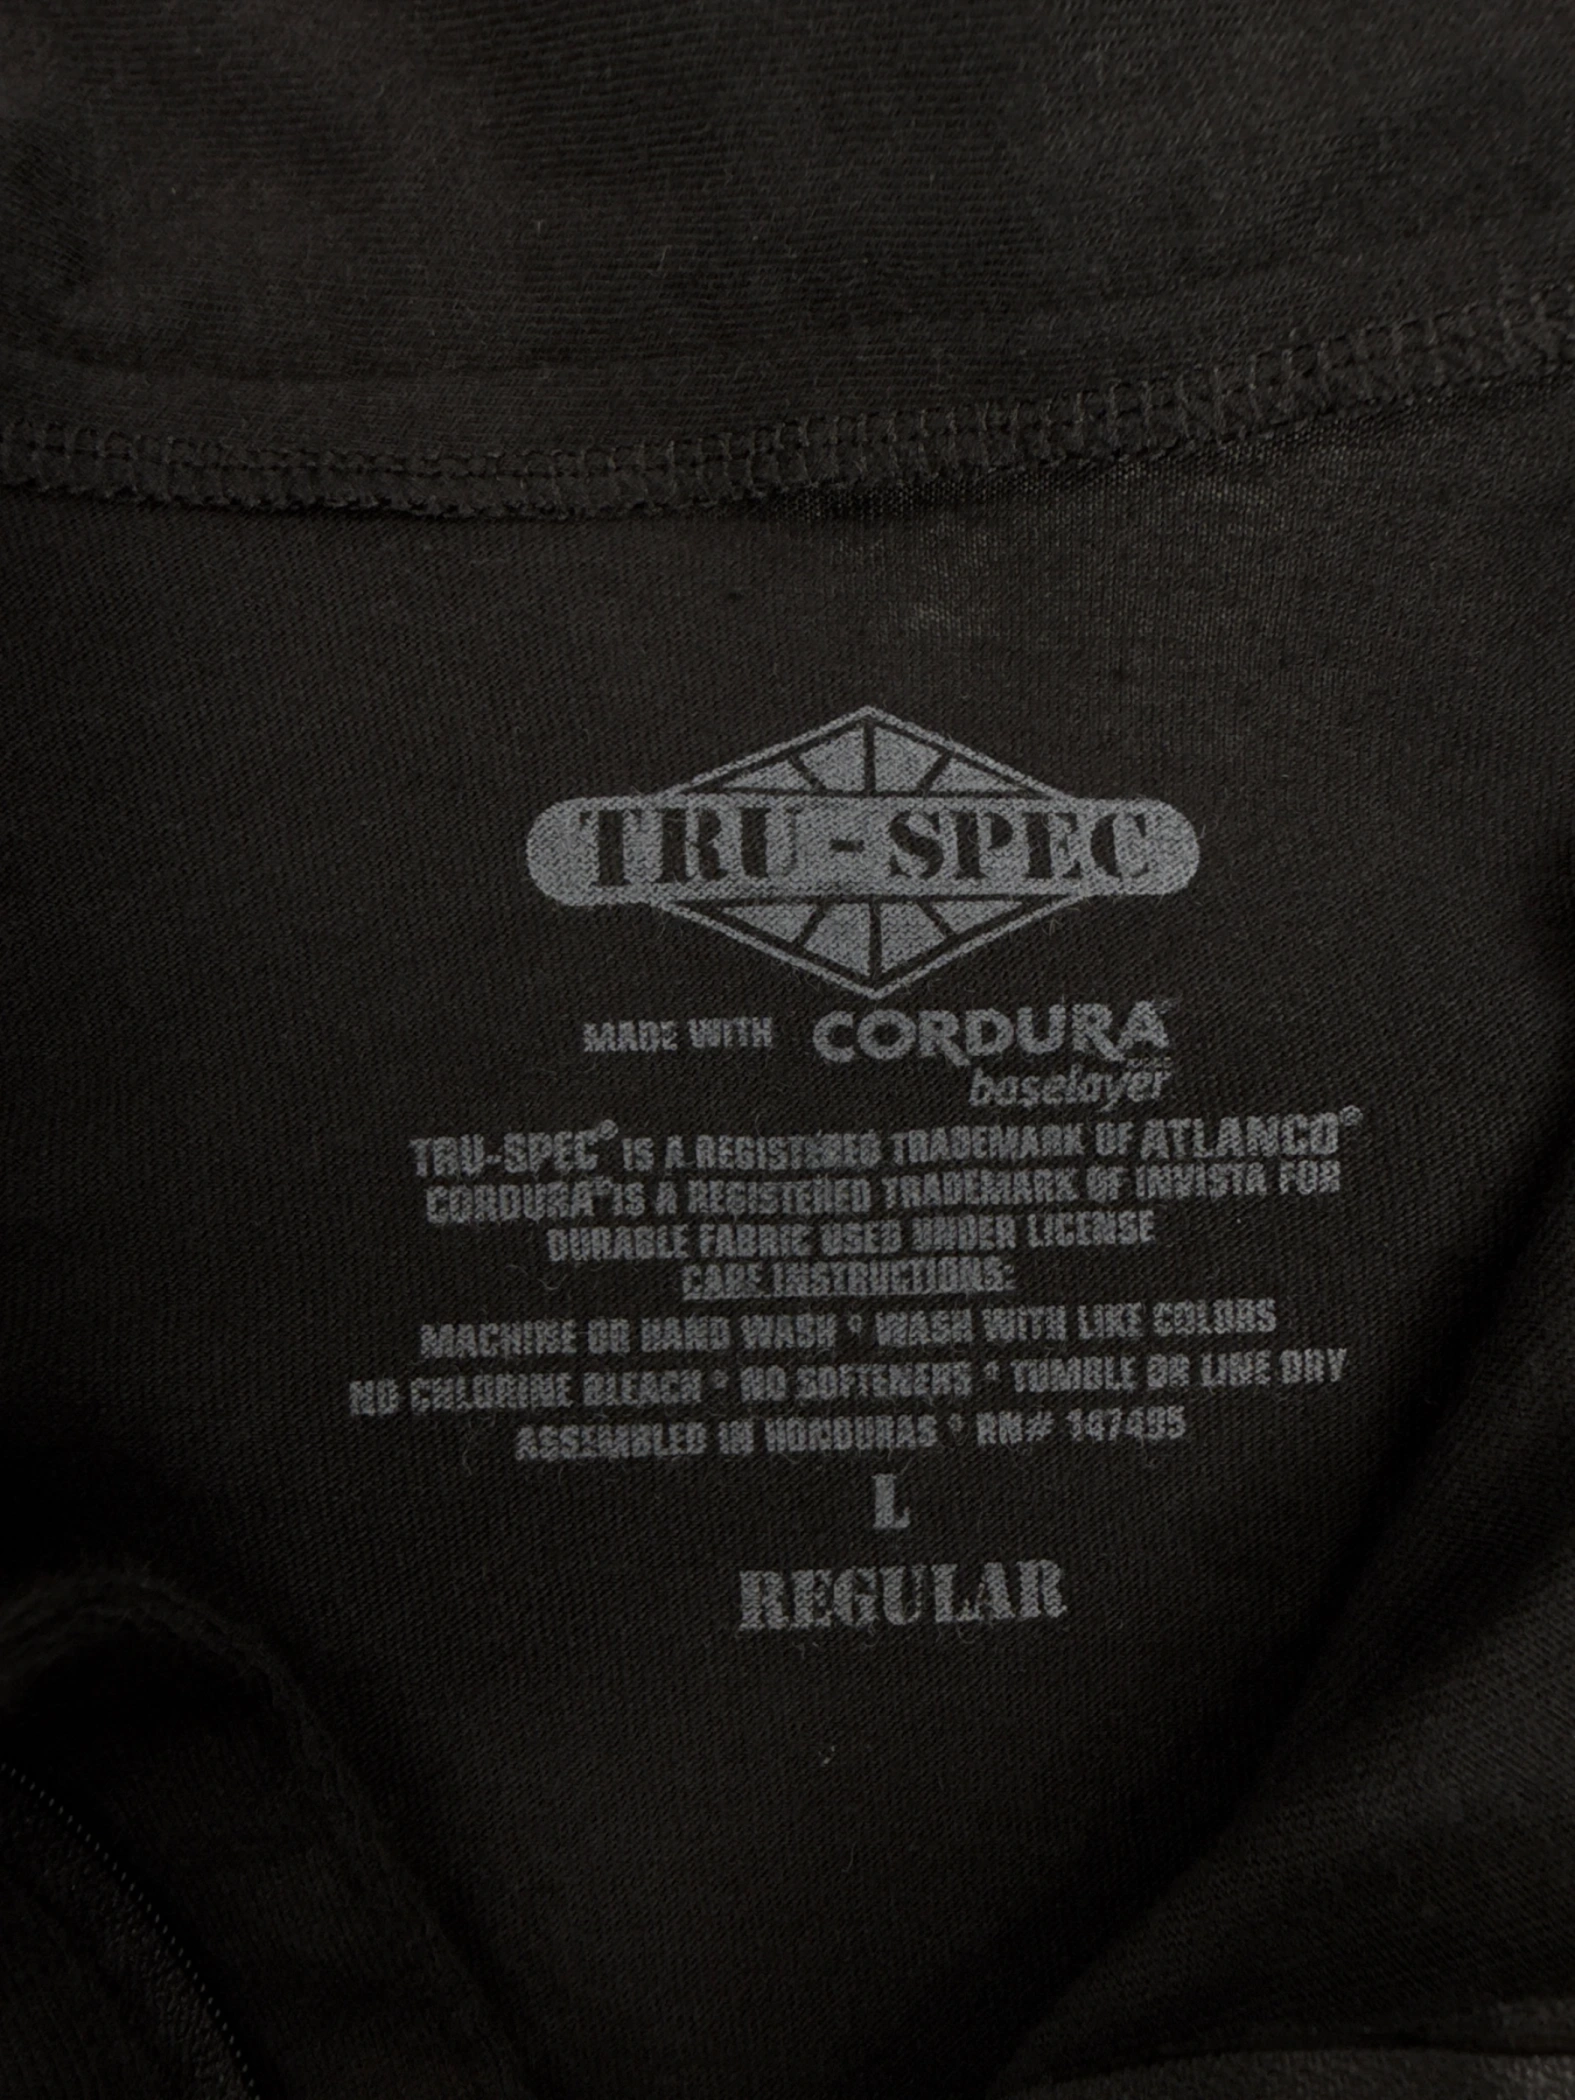 TRU-SPEC
MADE WITH CORDURA®
baselayer
TRU-SPEC® IS A REGISTERED TRADEMARK OF ATLANCO®
CORDURA® IS A REGISTERED TRADEMARK OF INVISTA FOR
DURABLE FABRIC USED UNDER LICENSE
CARE INSTRUCTIONS:
MACHINE OR HAND WASH ° WASH WITH LIKE COLORS
NO CHLORINE BLEACH ° NO SOFTENERS ° TUMBLE OR LINE DRY
ASSEMBLED IN HONDURAS ° RN# 147495
L
REGULAR